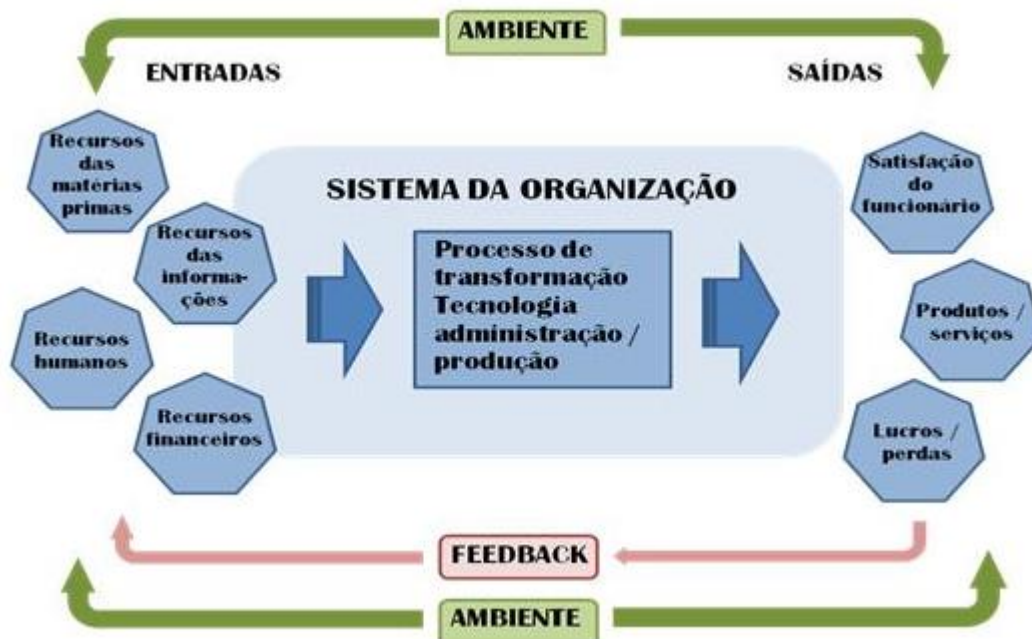 AMBIENTE
ENTRADAS
SAÍDAS
Recursos
das
matérias
primas
Recursos
das
informa-
ções
Recursos
humanos
Recursos
financeiros
SISTEMA DA ORGANIZAÇÃO
Processo de
transformação
Tecnologia
administração /
produção
Satisfação
do
funcionário
Produtos /
serviços
Lucros /
perdas
FEEDBACK
AMBIENTE